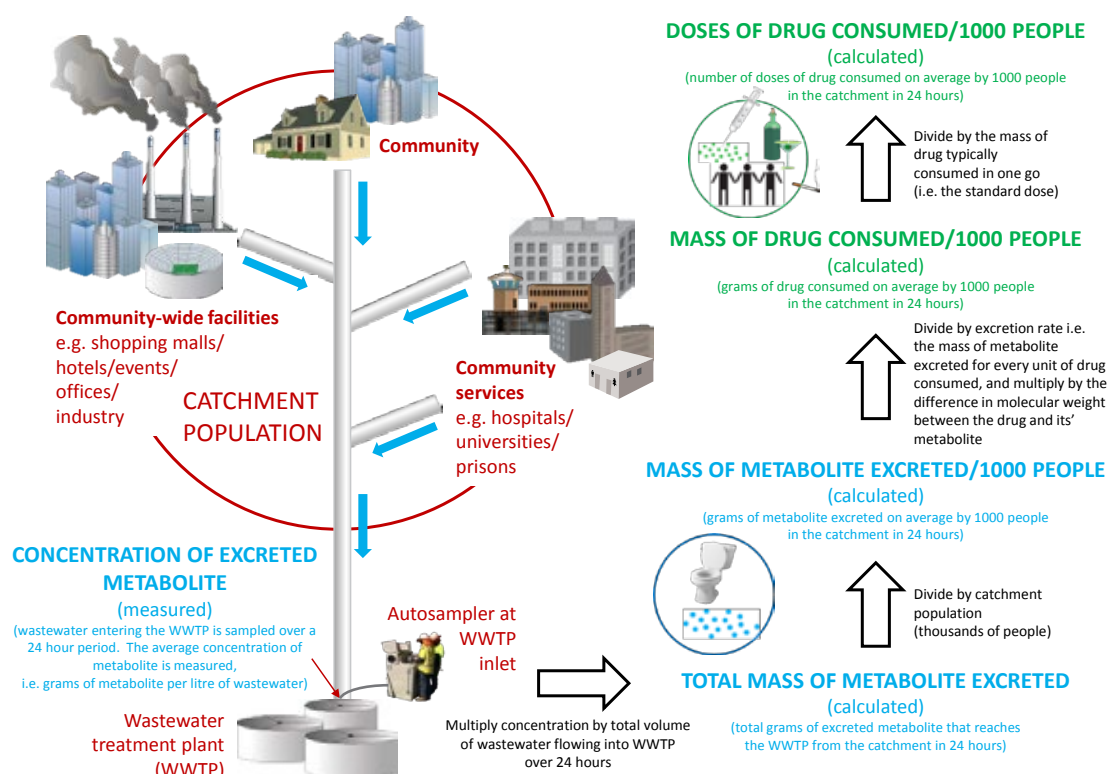 Community
Community-wide facilities
e.g. shopping malls/
hotels/events/
offices/
industry
CATCHMENT
POPULATION
Community
services
e.g. hospitals/
universities/
prisons
CONCENTRATION OF EXCRETED
METABOLITE
(measured)
(wastewater entering the WWTP is sampled over a
24 hour period. The average concentration of
metabolite is measured,
i.e. grams of metabolite per litre of wastewater)
Autosampler at
WWTP
inlet
Wastewater
treatment plant
(WWTP)
Multiply concentration by total volume
of wastewater flowing into WWTP
over 24 hours
TOTAL MASS OF METABOLITE EXCRETED
(calculated)
(total grams of excreted metabolite that reaches
the WWTP from the catchment in 24 hours)
Divide by catchment
population
(thousands of people)
MASS OF METABOLITE EXCRETED/1000 PEOPLE
(calculated)
(grams of metabolite excreted on average by 1000 people
in the catchment in 24 hours)
Divide by excretion rate i.e.
the mass of metabolite
excreted for every unit of drug
consumed, and multiply by the
difference in molecular weight
between the drug and its'
metabolite
MASS OF DRUG CONSUMED/1000 PEOPLE
(calculated)
(grams of drug consumed on average by 1000 people
in the catchment in 24 hours)
Divide by the mass of
drug typically
consumed in one go
(i.e. the standard dose)
DOSES OF DRUG CONSUMED/1000 PEOPLE
(calculated)
(number of doses of drug consumed on average by 1000 people
in the catchment in 24 hours)